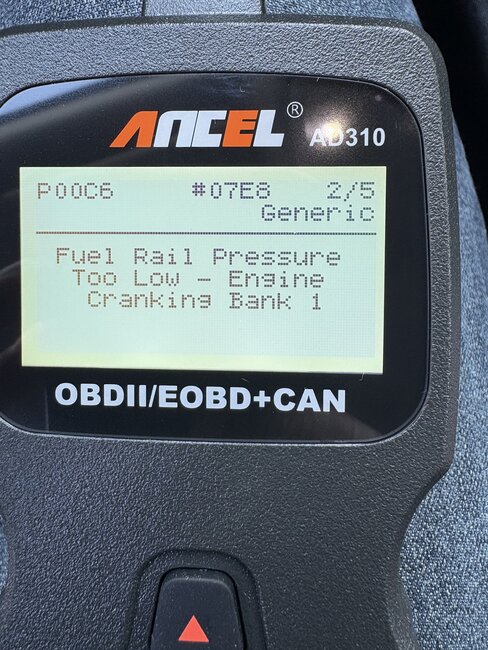 ANCEL®
AD310
P00C6 #07E8 2/5
Generic
Fuel Rail Pressure
Too Low - Engine
Cranking Bank 1
OBDII/EOBD+CAN